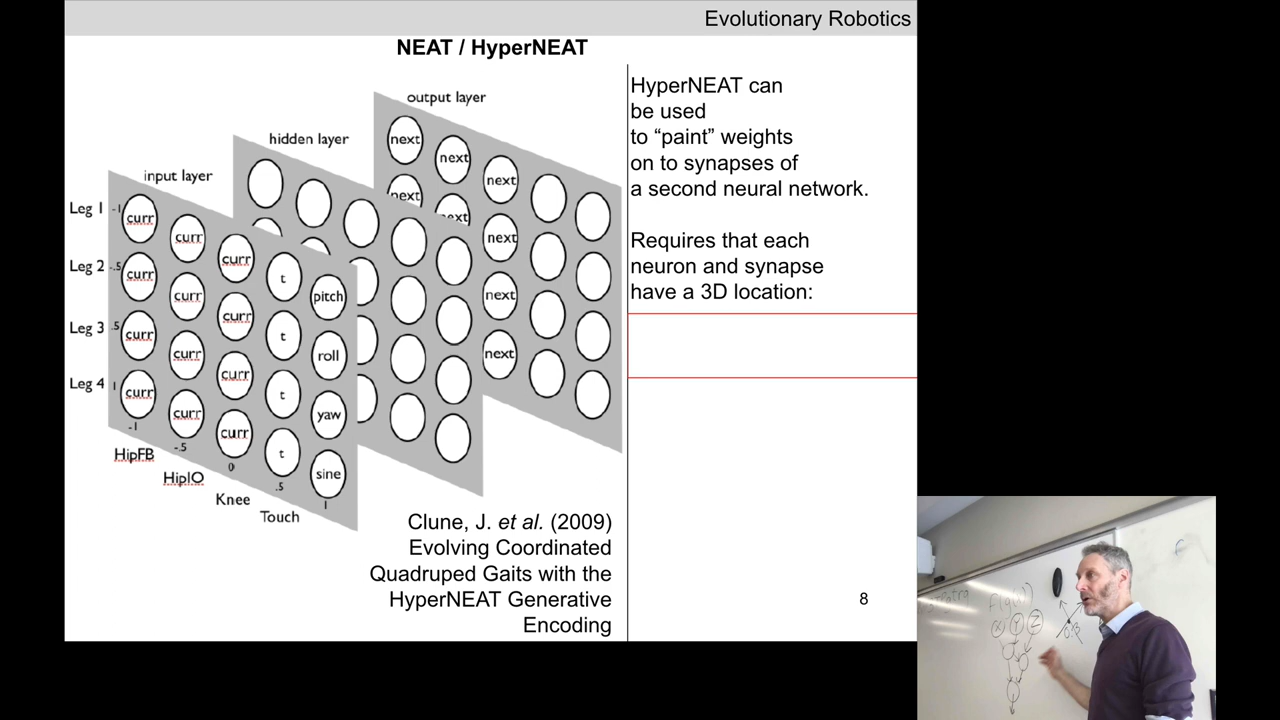 Evolutionary Robotics
NEAT / HyperNEAT
output layer
hidden layer
input layer
next
next
next
next
next
next
next
next
Leg 1
-1
curr
curr
curr
t
pitch
Leg 2
-.5
curr
curr
curr
t
roll
Leg 3
.5
curr
curr
curr
t
yaw
Leg 4
1
curr
curr
curr
t
sine
-1
-.5
0
.5
1
HipFB
HipIO
Knee
Touch
Clune, J. et al. (2009)
Evolving Coordinated
Quadruped Gaits with the
HyperNEAT Generative
Encoding
HyperNEAT can
be used
to “paint” weights
on to synapses of
a second neural network.
Requires that each
neuron and synapse
have a 3D location:
8
X Y Z